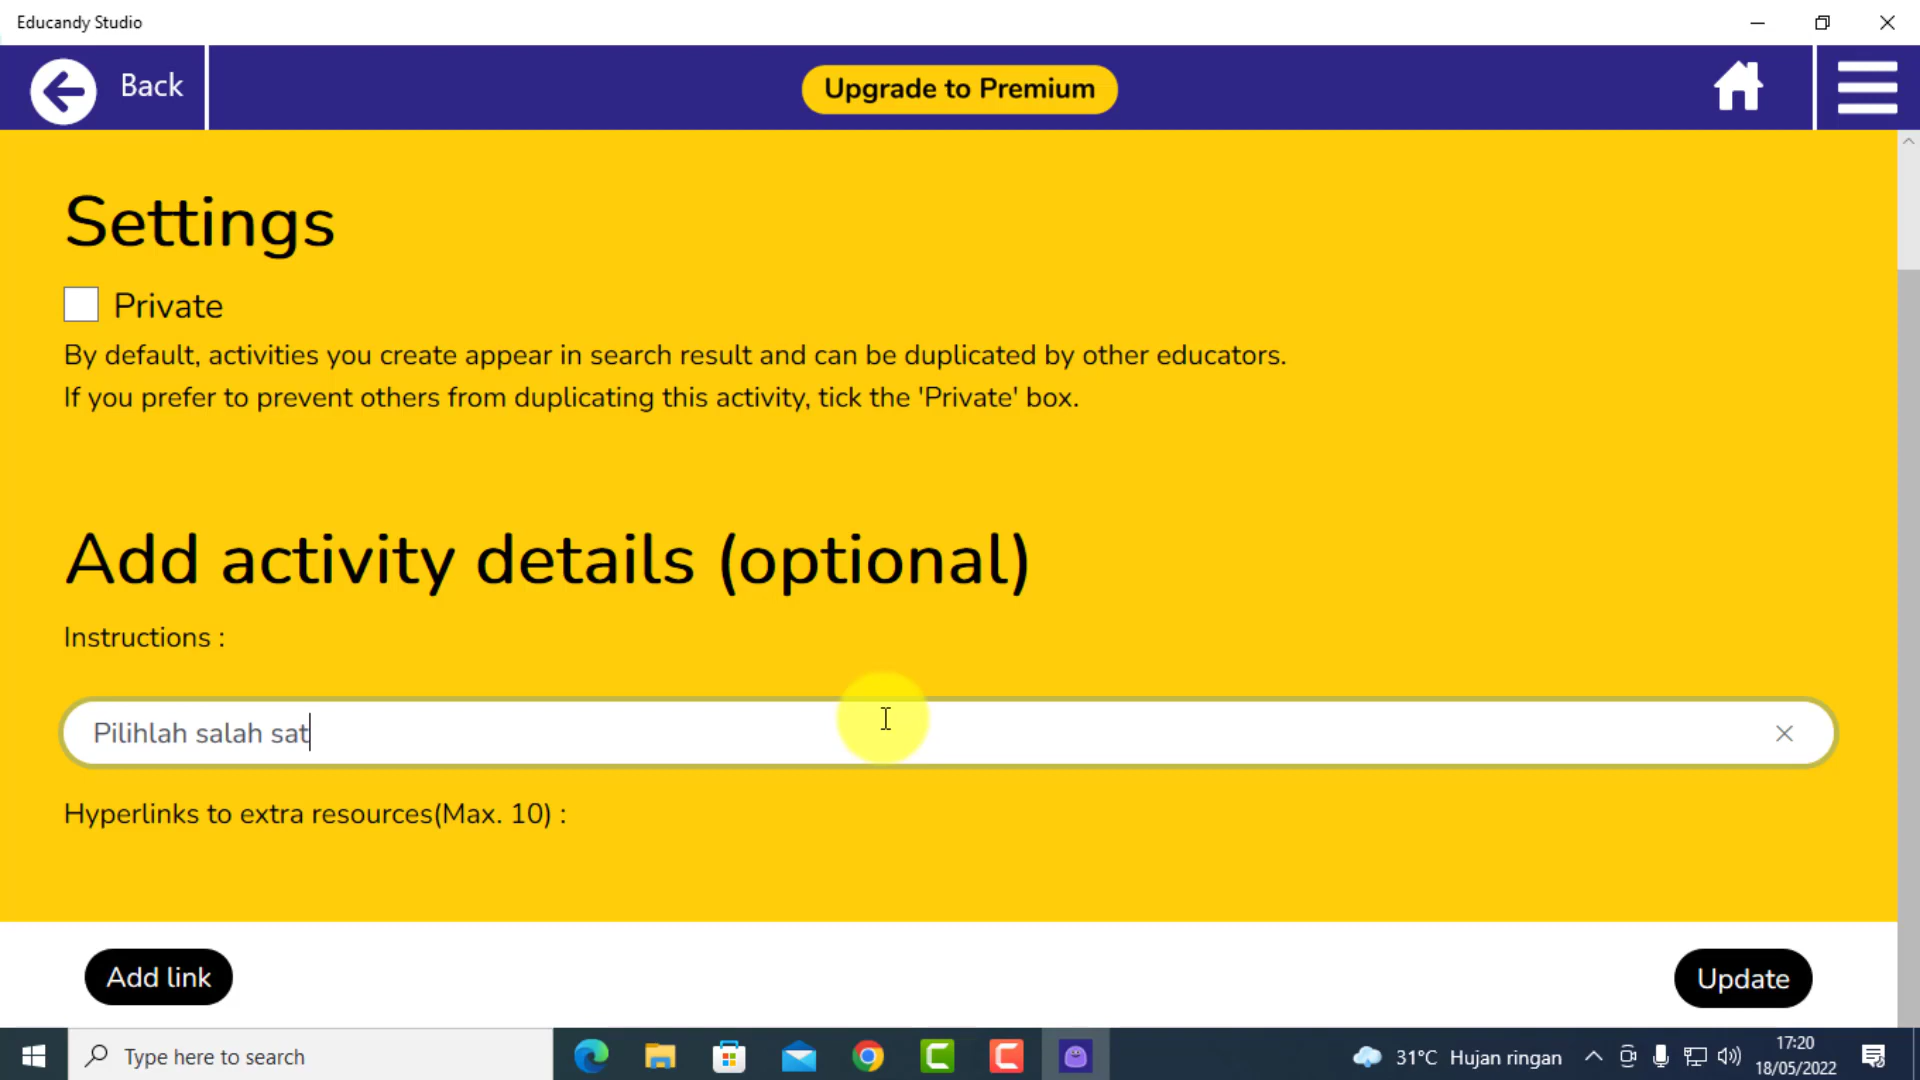 Educandy Studio
Back
Upgrade to Premium
Settings
Private
By default, activities you create appear in search result and can be duplicated by other educators.
If you prefer to prevent others from duplicating this activity, tick the 'Private' box.
Add activity details (optional)
Instructions :
Pilihlah salah sat
Hyperlinks to extra resources(Max. 10) :
Add link
Update
Type here to search
31°C Hujan ringan
17:20
18/05/2022